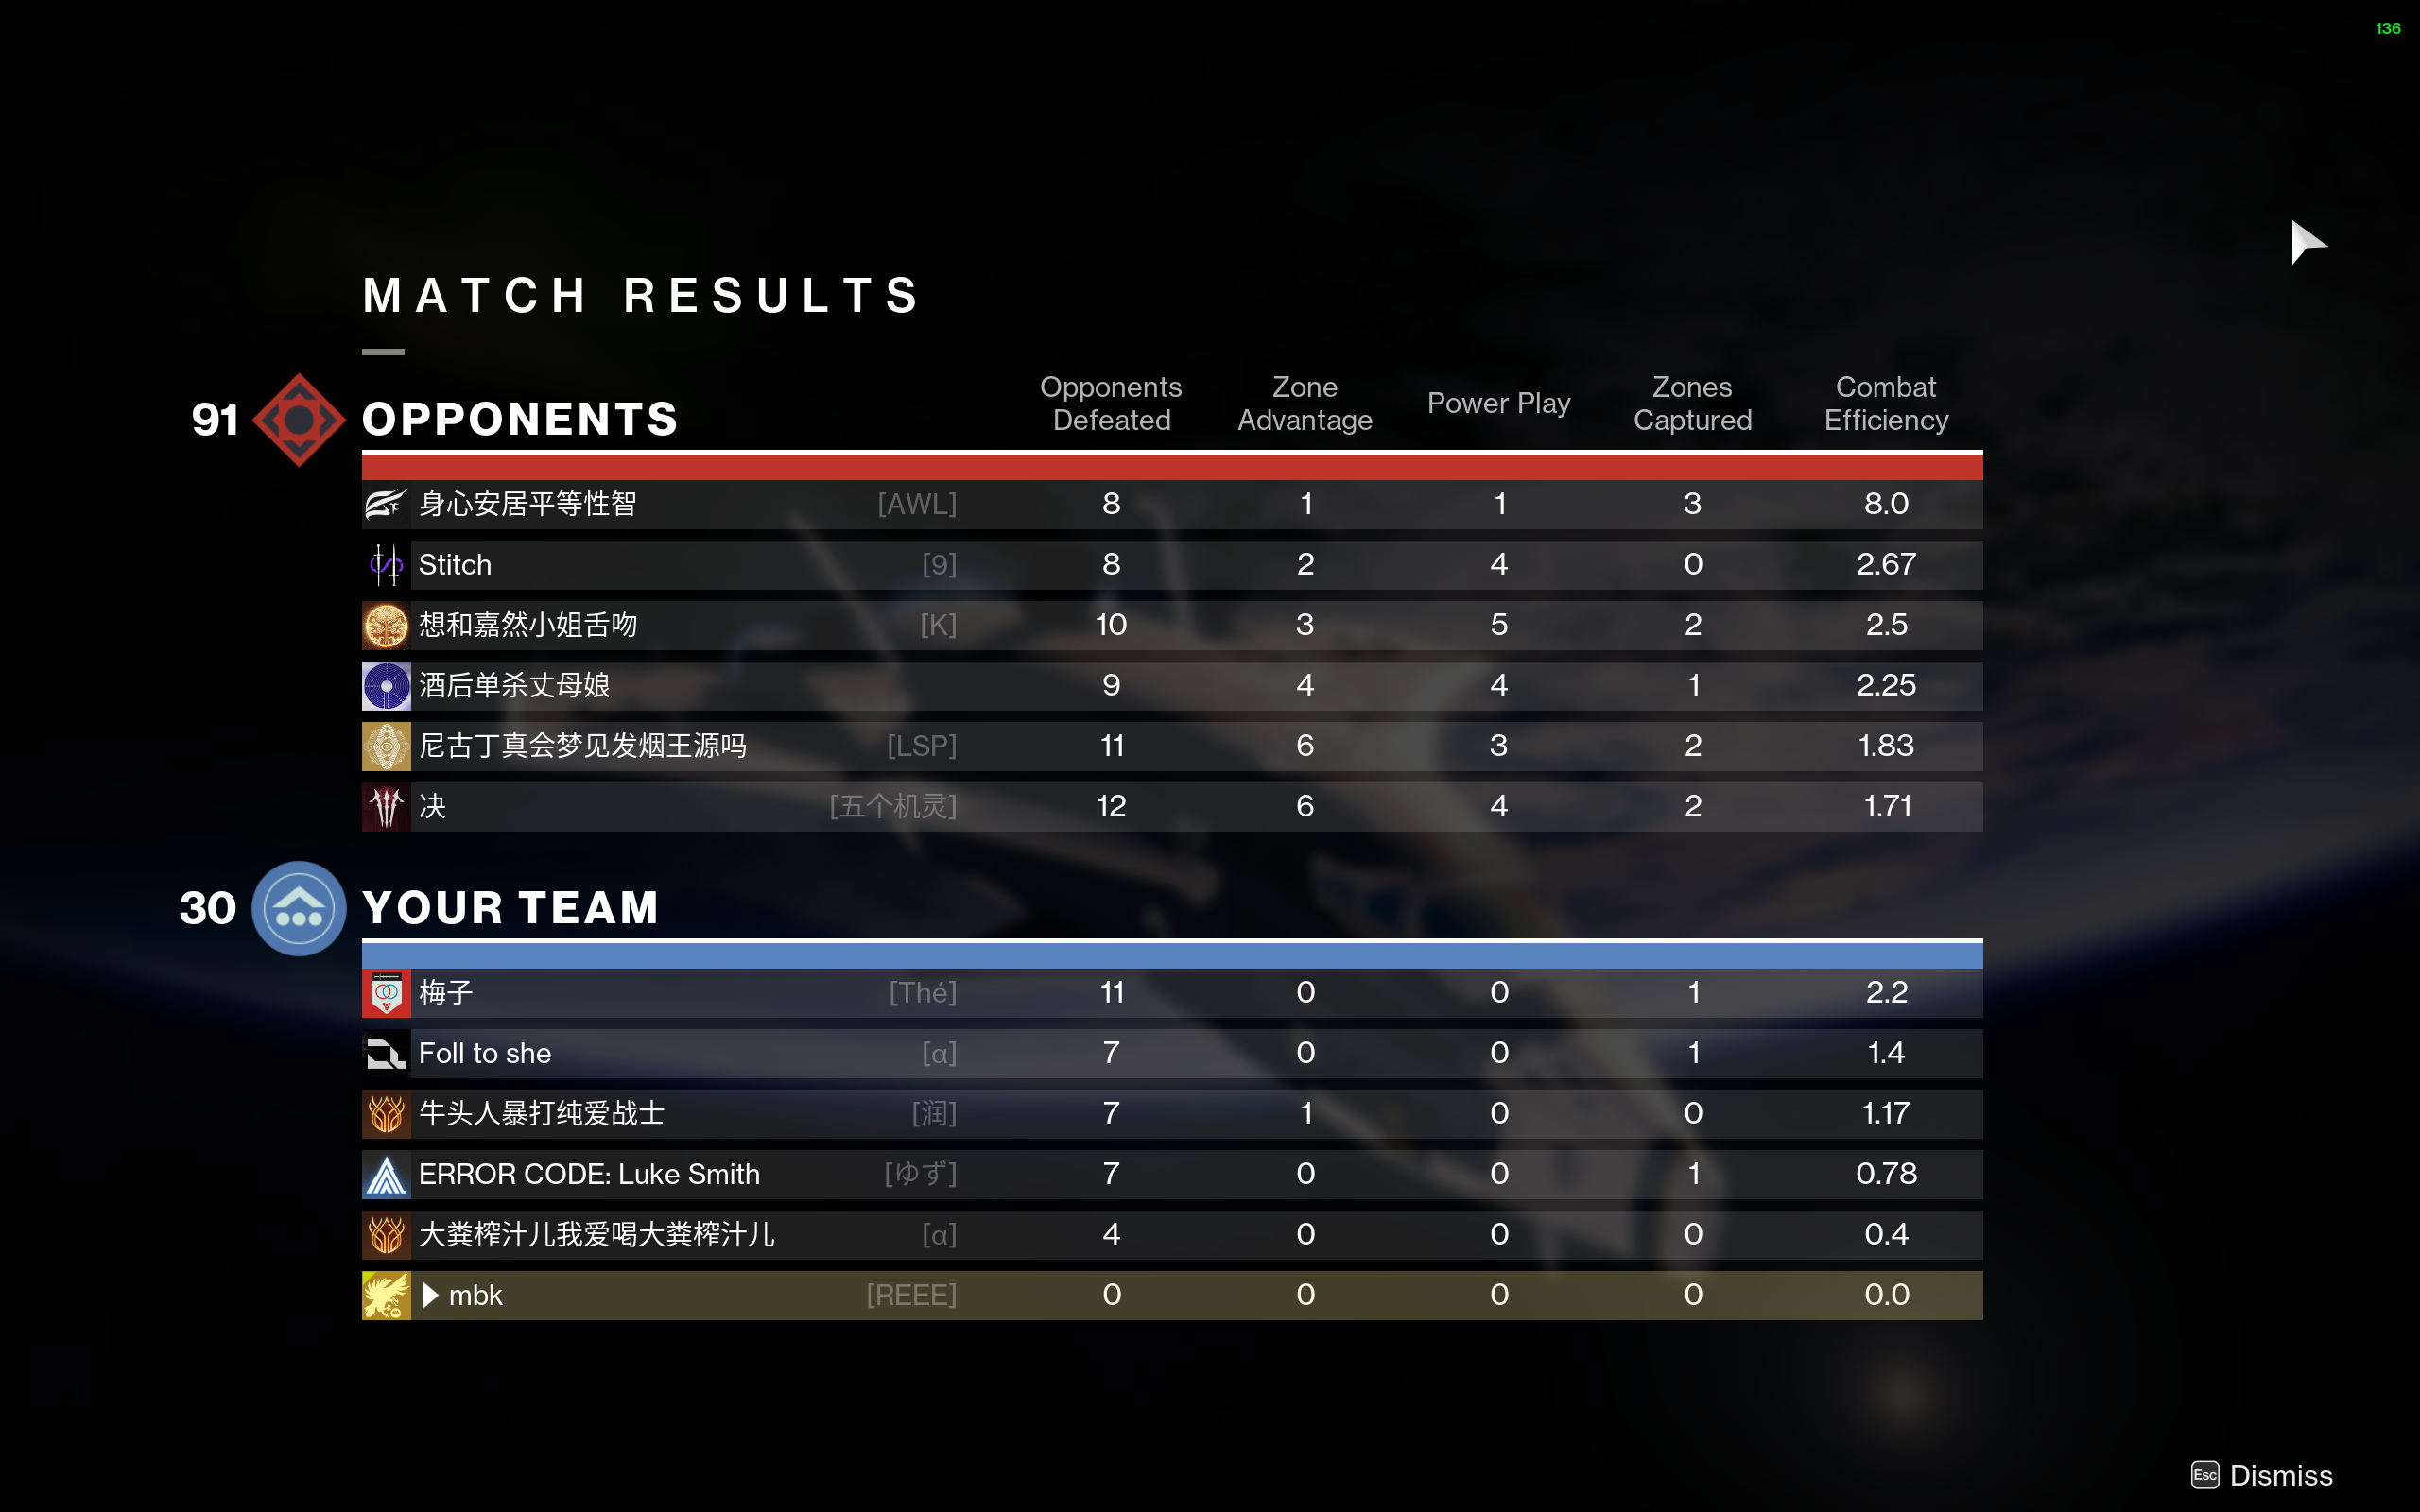 136
MATCH RESULTS
91 OPPONENTS Opponents Defeated Zone Advantage Power Play Zones Captured Combat Efficiency
身心安居平等性智 [AWL] 8 1 1 3 8.0
Stitch [9] 8 2 4 0 2.67
想和嘉然小姐舌吻 [K] 10 3 5 2 2.5
酒后单杀丈母娘 9 4 4 1 2.25
尼古丁真会梦见发烟王源吗 [LSP] 11 6 3 2 1.83
决 [五个机灵] 12 6 4 2 1.71
30 YOUR TEAM
梅子 [Thé] 11 0 0 1 2.2
Foll to she [α] 7 0 0 1 1.4
牛头人暴打纯爱战士 [润] 7 1 0 0 1.17
ERROR CODE: Luke Smith [ゆず] 7 0 0 1 0.78
大粪榨汁儿我爱喝大粪榨汁儿 [α] 4 0 0 0 0.4
mbk [REEE] 0 0 0 0 0.0
Esc Dismiss